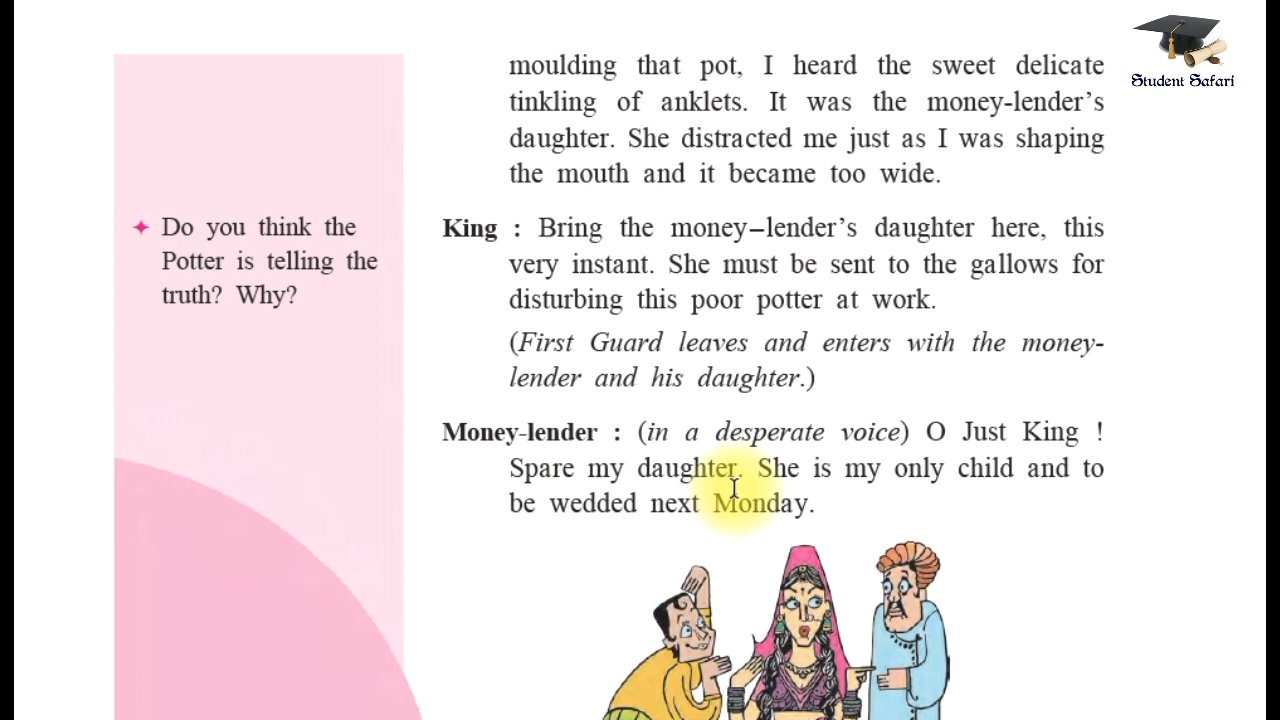 Student Safari
moulding that pot, I heard the sweet delicate
tinkling of anklets. It was the money-lender's
daughter. She distracted me just as I was shaping
the mouth and it became too wide.
✦ Do you think the
Potter is telling the
truth? Why?
King : Bring the money–lender's daughter here, this
very instant. She must be sent to the gallows for
disturbing this poor potter at work.
(First Guard leaves and enters with the money-
lender and his daughter.)
Money-lender : (in a desperate voice) O Just King !
Spare my daughter. She is my only child and to
be wedded next Monday.